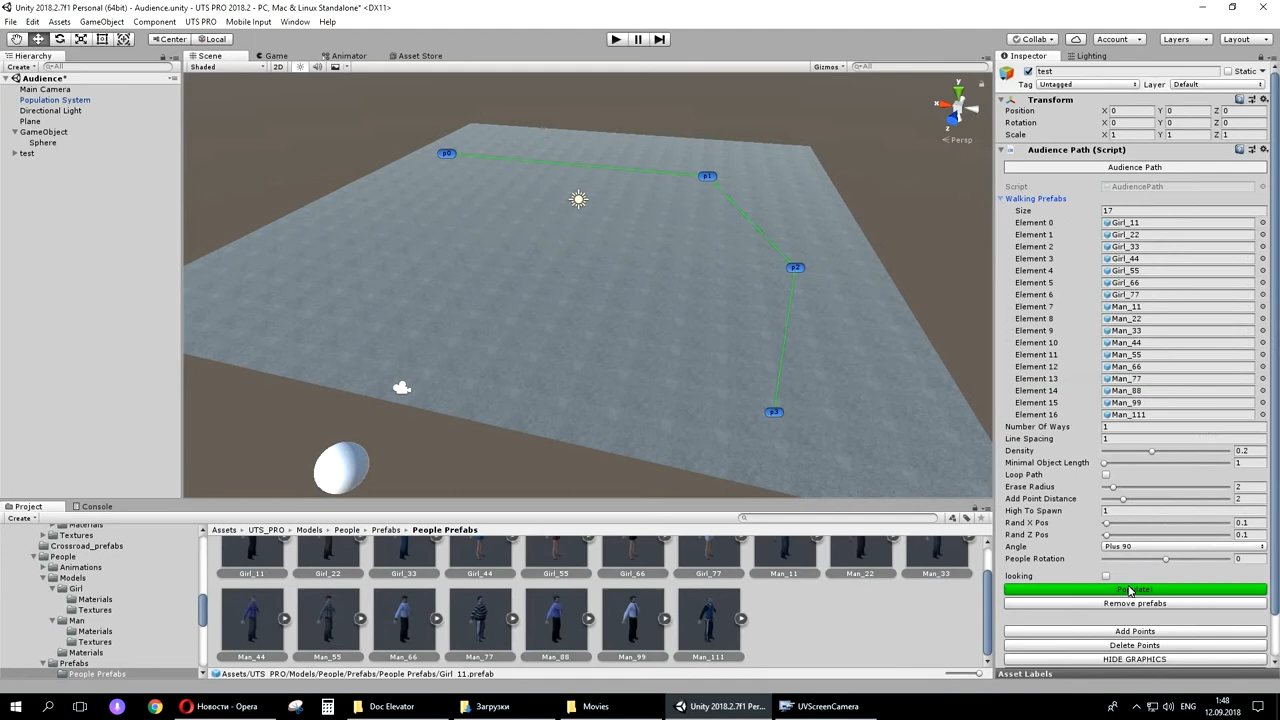 Unity 2018.2.7f1 Personal (64bit) - Audience.unity - UTS PRO 2018.2 - PC, Mac & Linux Standalone* <DX11>
File Edit Assets GameObject Component UTS PRO Mobile Input Window Help
Center Local Collab Account Layers Layout
Hierarchy Scene Game Animator Asset Store Inspector Lighting
Create All Shaded 2D Gizmos All
Audience*
Main Camera
Population System
Directional Light
Plane
GameObject
Sphere
test
p0
p1
p2
p3
y
x
z
Persp
test Static
Tag Untagged Layer Default
Transform
Position X 0 Y 0 Z 0
Rotation X 0 Y 0 Z 0
Scale X 1 Y 1 Z 1
Audience Path (Script)
Audience Path
Script AudiencePath
Walking Prefabs
Size 17
Element 0 Girl_11
Element 1 Girl_22
Element 2 Girl_33
Element 3 Girl_44
Element 4 Girl_55
Element 5 Girl_66
Element 6 Girl_77
Element 7 Man_11
Element 8 Man_22
Element 9 Man_33
Element 10 Man_44
Element 11 Man_55
Element 12 Man_66
Element 13 Man_77
Element 14 Man_88
Element 15 Man_99
Element 16 Man_111
Number Of Ways 1
Line Spacing 1
Density 0.2
Minimal Object Length 1
Loop Path
Erase Radius 2
Add Point Distance 2
High To Spawn 1
Rand X Pos 0.1
Rand Z Pos 0.1
Angle Plus 90
People Rotation 0
looking
Remove prefabs
Add Points
Delete Points
HIDE GRAPHICS
Asset Labels
Project Console
Create
Materials
Textures
Crossroad_prefabs
People
Animations
Models
Girl
Materials
Textures
Man
Materials
Textures
Materials
Prefabs
People Prefabs
Assets UTS_PRO Models People Prefabs People Prefabs
Girl_11 Girl_22 Girl_33 Girl_44 Girl_55 Girl_66 Girl_77 Man_11 Man_22 Man_33
Man_44 Man_55 Man_66 Man_77 Man_88 Man_99 Man_111
Assets/UTS_PRO/Models/People/Prefabs/People Prefabs/Girl_11.prefab
Новости - Opera Doc Elevator Загрузки Movies Unity 2018.2.7f1 Pers... UVScreenCamera
ENG 1:48
12.09.2018